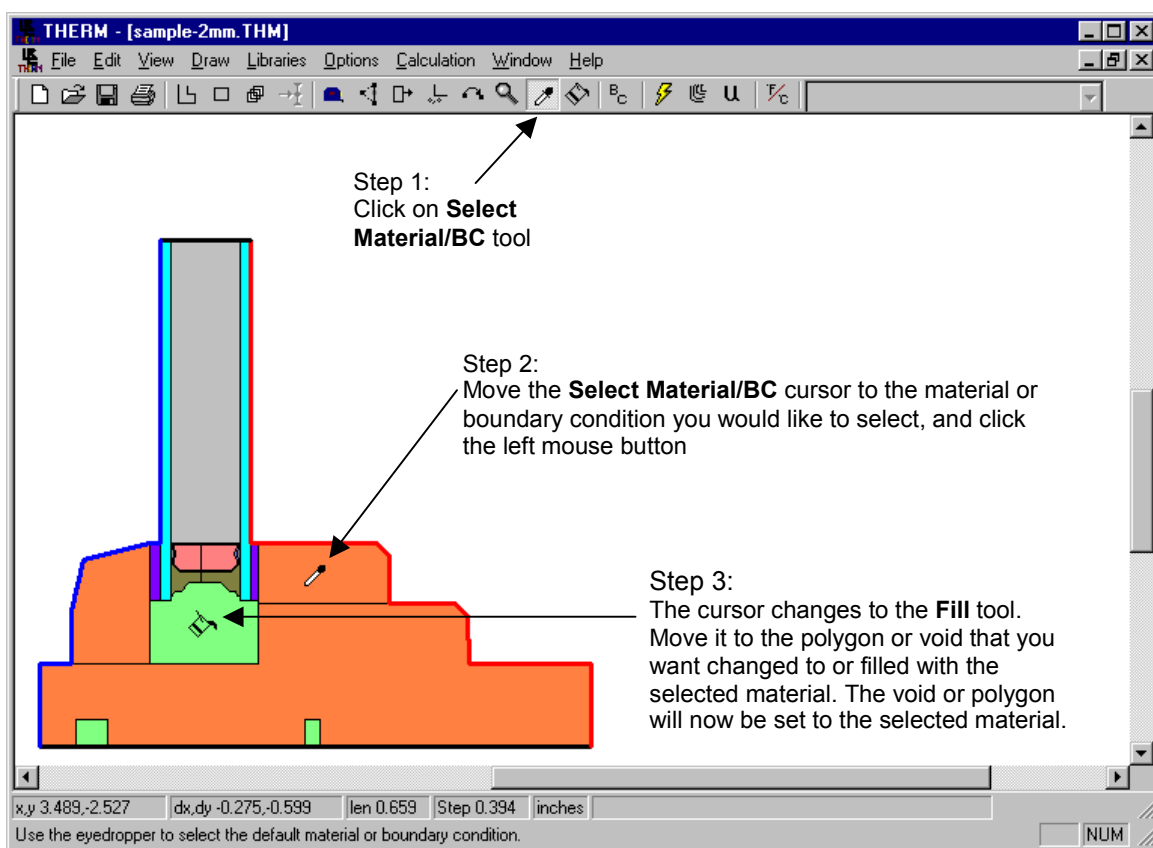 THERM - [sample-2mm.THM]
File Edit View Draw Libraries Options Calculation Window Help
B C U °F/C
Step 1:
Click on Select
Material/BC tool
Step 2:
Move the Select Material/BC cursor to the material or
boundary condition you would like to select, and click
the left mouse button
Step 3:
The cursor changes to the Fill tool.
Move it to the polygon or void that you
want changed to or filled with the
selected material. The void or polygon
will now be set to the selected material.
x,y 3.489,-2.527 dx,dy -0.275,-0.599 len 0.659 Step 0.394 inches
Use the eyedropper to select the default material or boundary condition. NUM